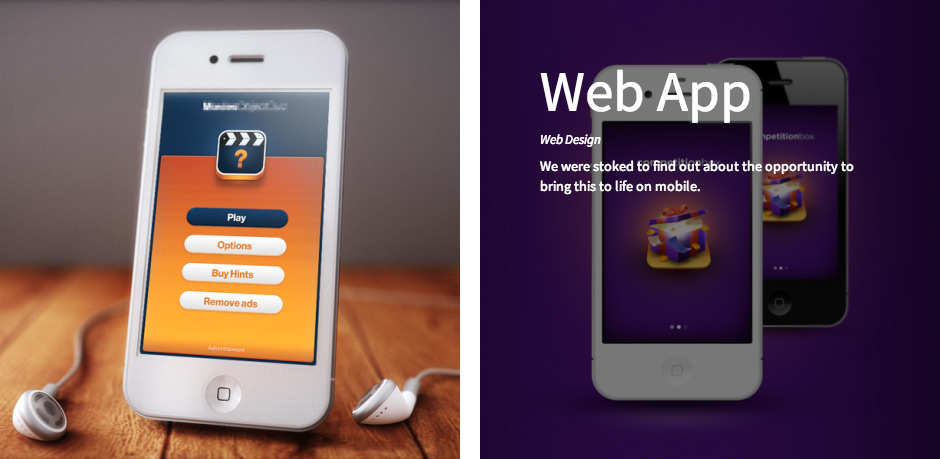 Play
Options
Buy Hints
Remove ads
Advertisement
Web App
Web Design
competitionbox
We were stoked to find out about the opportunity to
bring this to life on mobile.